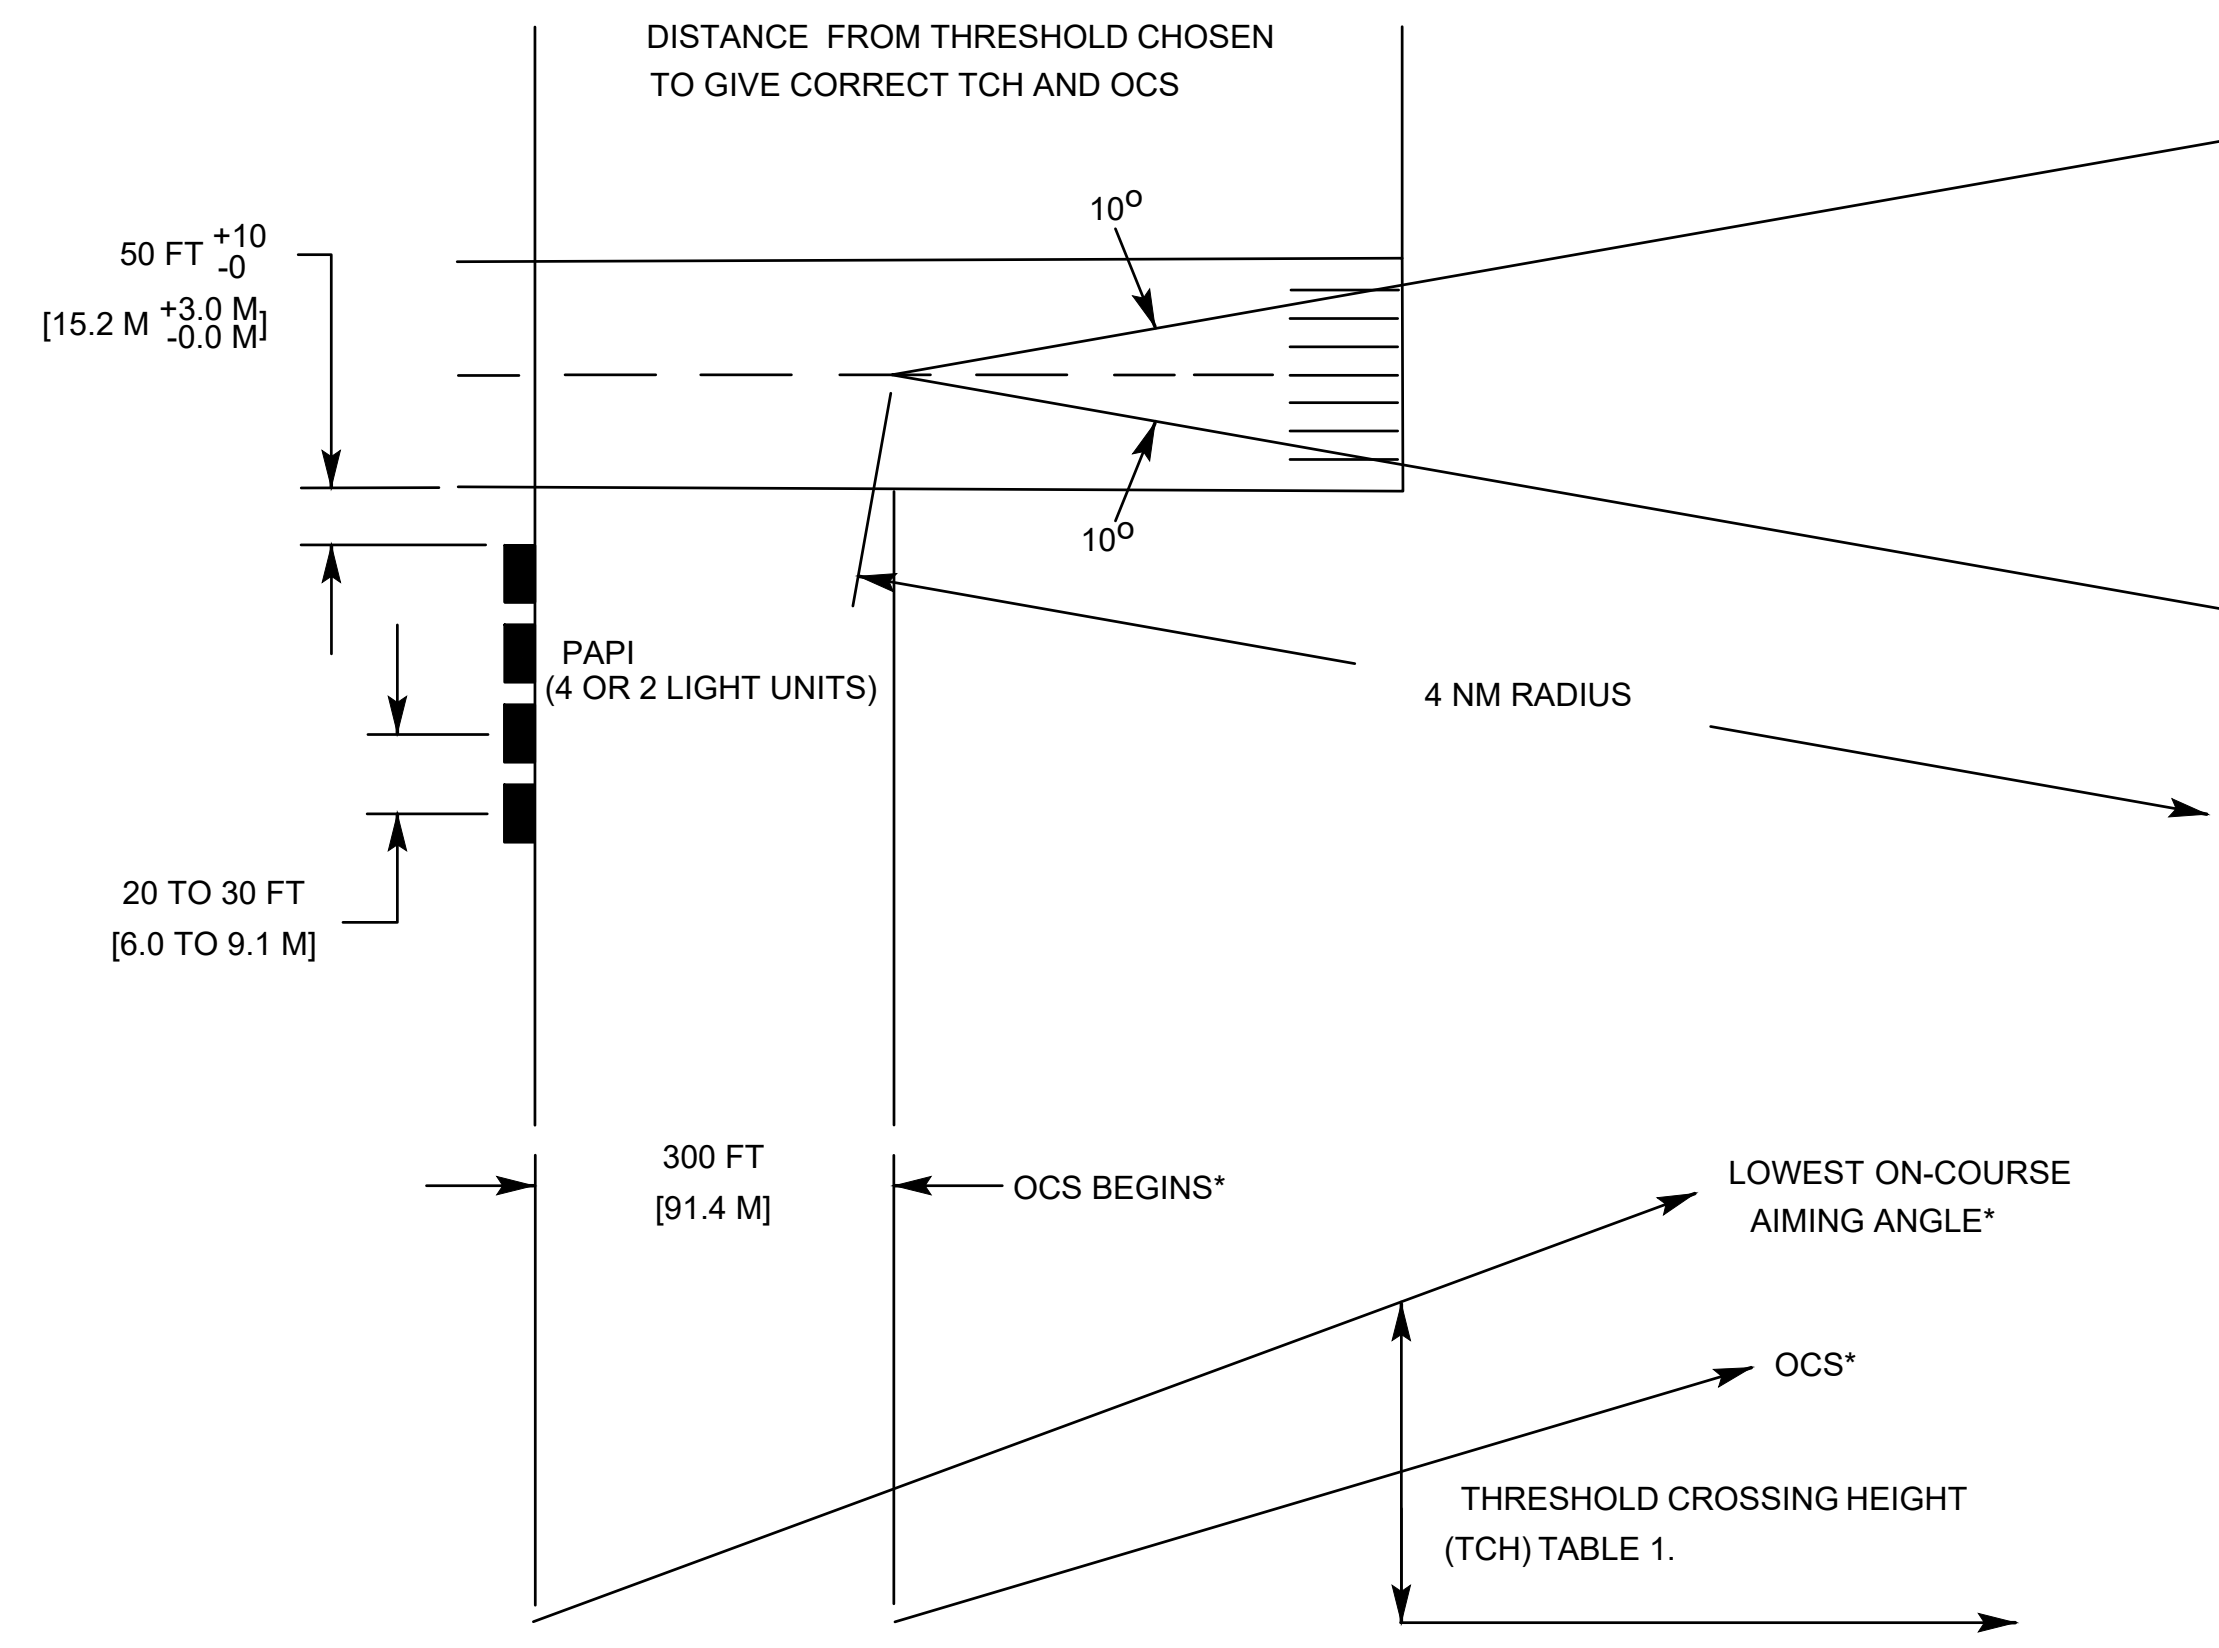 DISTANCE FROM THRESHOLD CHOSEN
TO GIVE CORRECT TCH AND OCS
10°
50 FT +10 -0
[15.2 M +3.0 M -0.0 M]
10°
PAPI
(4 OR 2 LIGHT UNITS)
4 NM RADIUS
20 TO 30 FT
[6.0 TO 9.1 M]
300 FT
[91.4 M]
OCS BEGINS*
LOWEST ON-COURSE
AIMING ANGLE*
OCS*
THRESHOLD CROSSING HEIGHT
(TCH) TABLE 1.